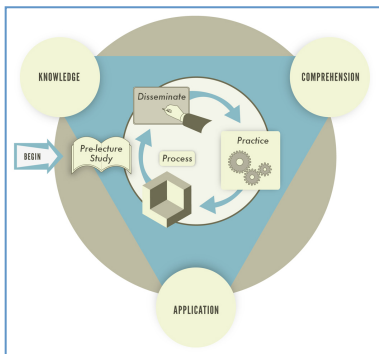 KNOWLEDGE
COMPREHENSION
Disseminate
BEGIN
Pre-lecture
Study
Process
Practice
APPLICATION